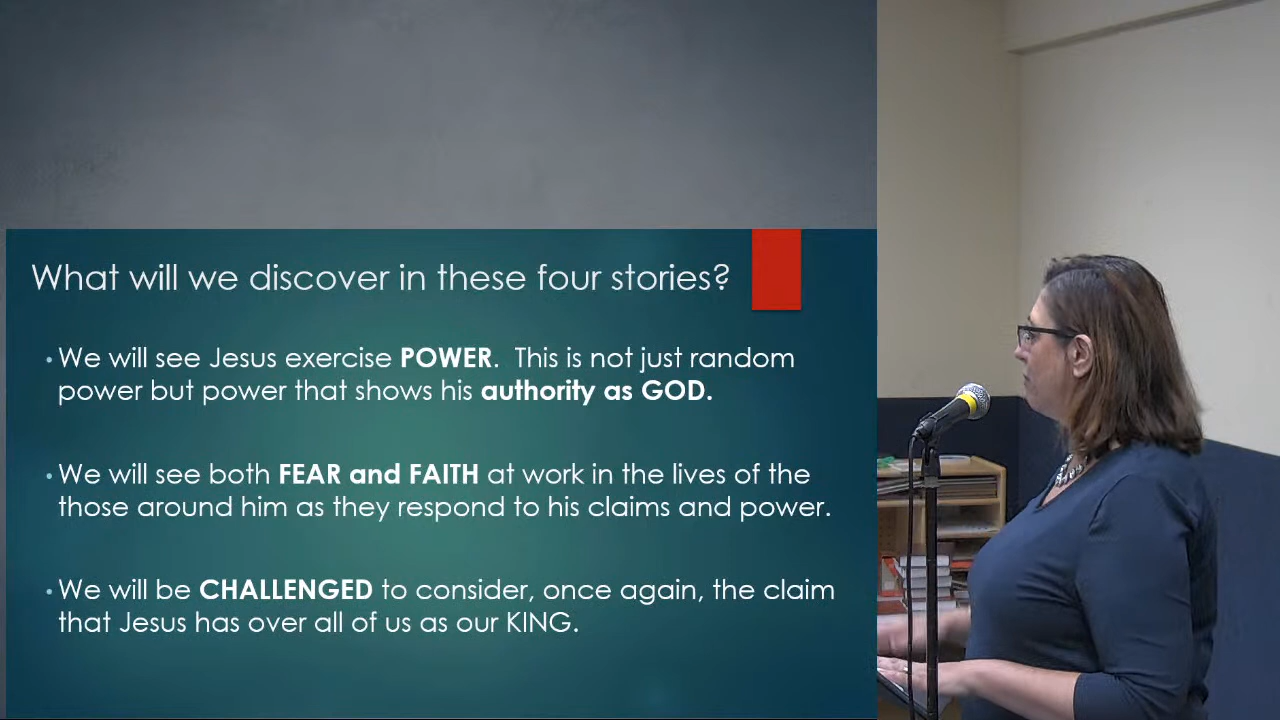 What will we discover in these four stories?
• We will see Jesus exercise POWER.  This is not just random
power but power that shows his authority as GOD.
• We will see both FEAR and FAITH at work in the lives of the
those around him as they respond to his claims and power.
• We will be CHALLENGED to consider, once again, the claim
that Jesus has over all of us as our KING.